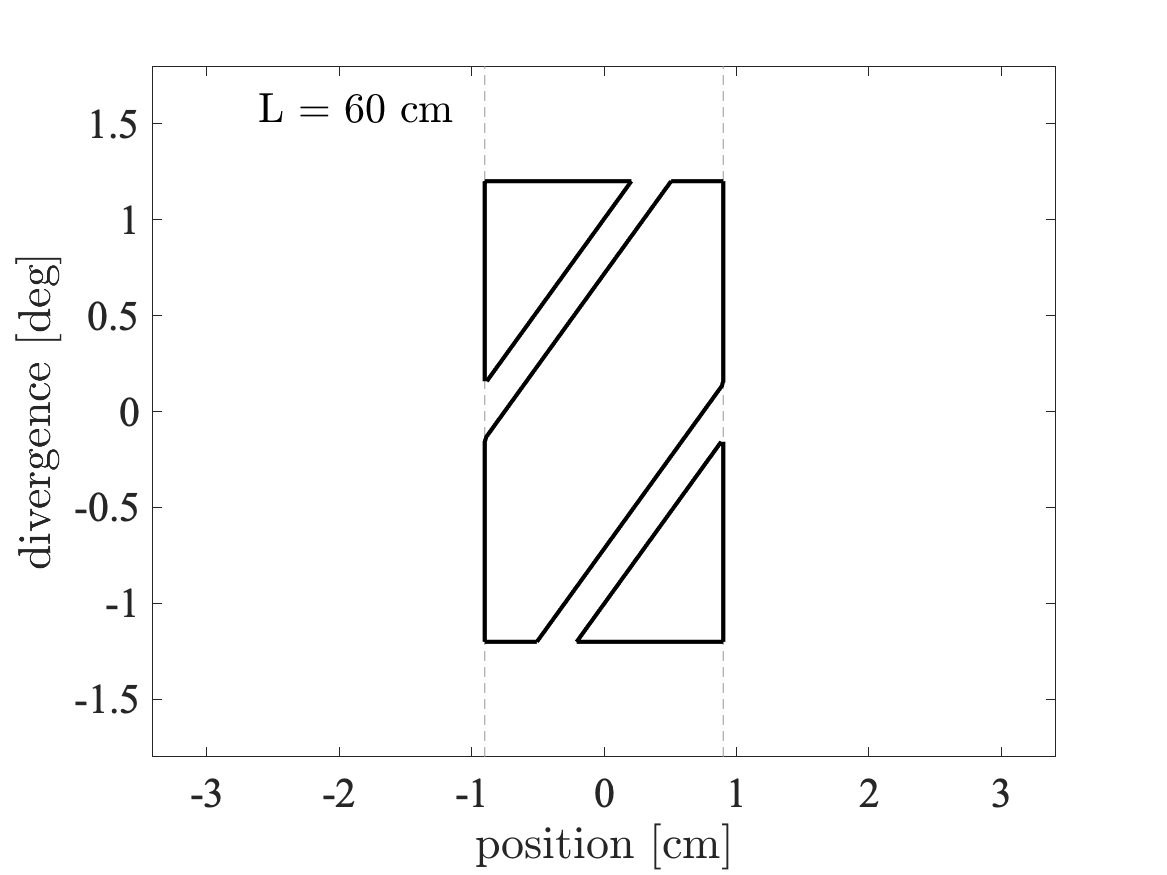 L = 60 cm
1.5
1
0.5
0
-0.5
-1
-1.5
divergence [deg]
-3 -2 -1 0 1 2 3
position [cm]